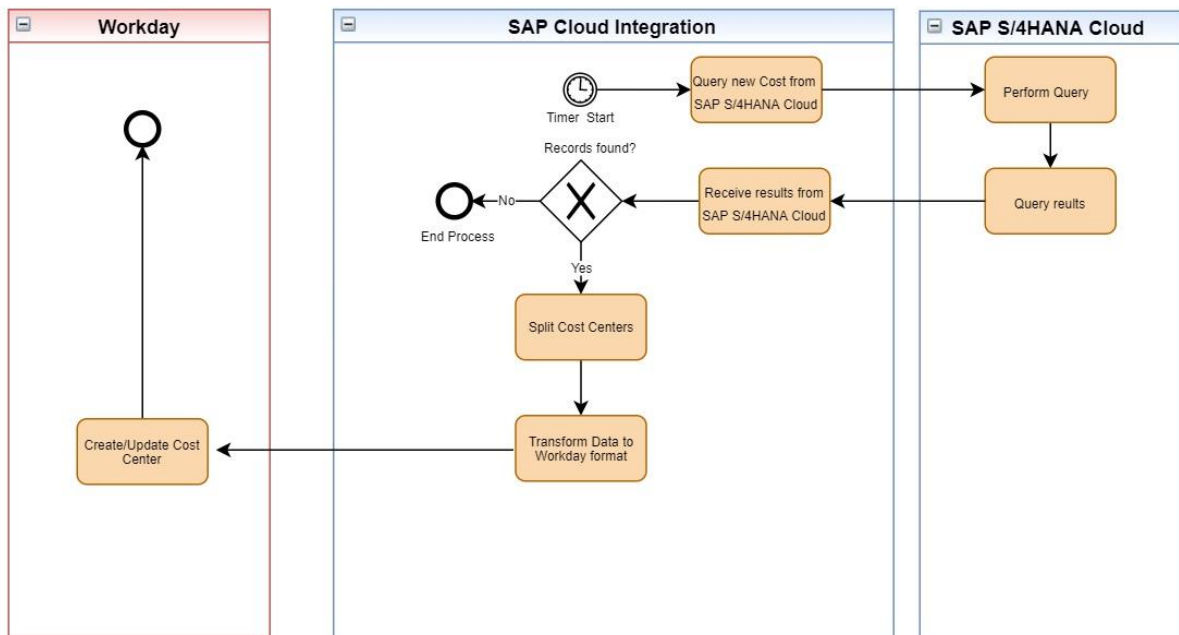 Workday
SAP Cloud Integration
SAP S/4HANA Cloud
Timer Start
Query new Cost from
SAP S/4HANA Cloud
Perform Query
Records found?
No
End Process
Receive results from
SAP S/4HANA Cloud
Query reults
Yes
Split Cost Centers
Create/Update Cost
Center
Transform Data to
Workday format